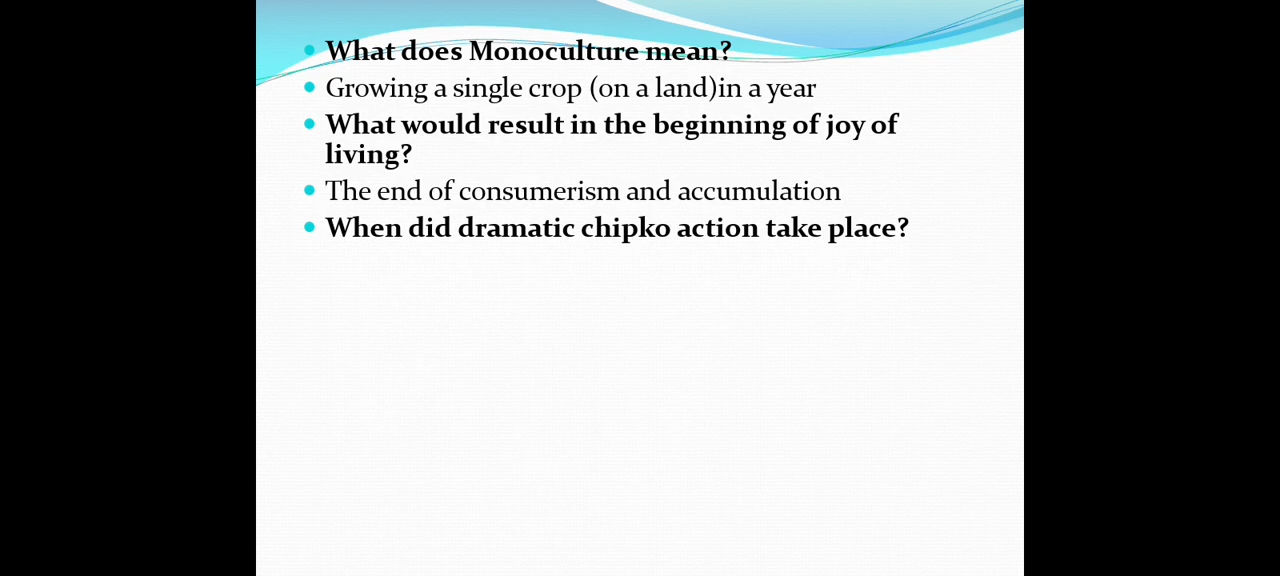 What does Monoculture mean?
Growing a single crop (on a land)in a year
What would result in the beginning of joy of
living?
The end of consumerism and accumulation
When did dramatic chipko action take place?